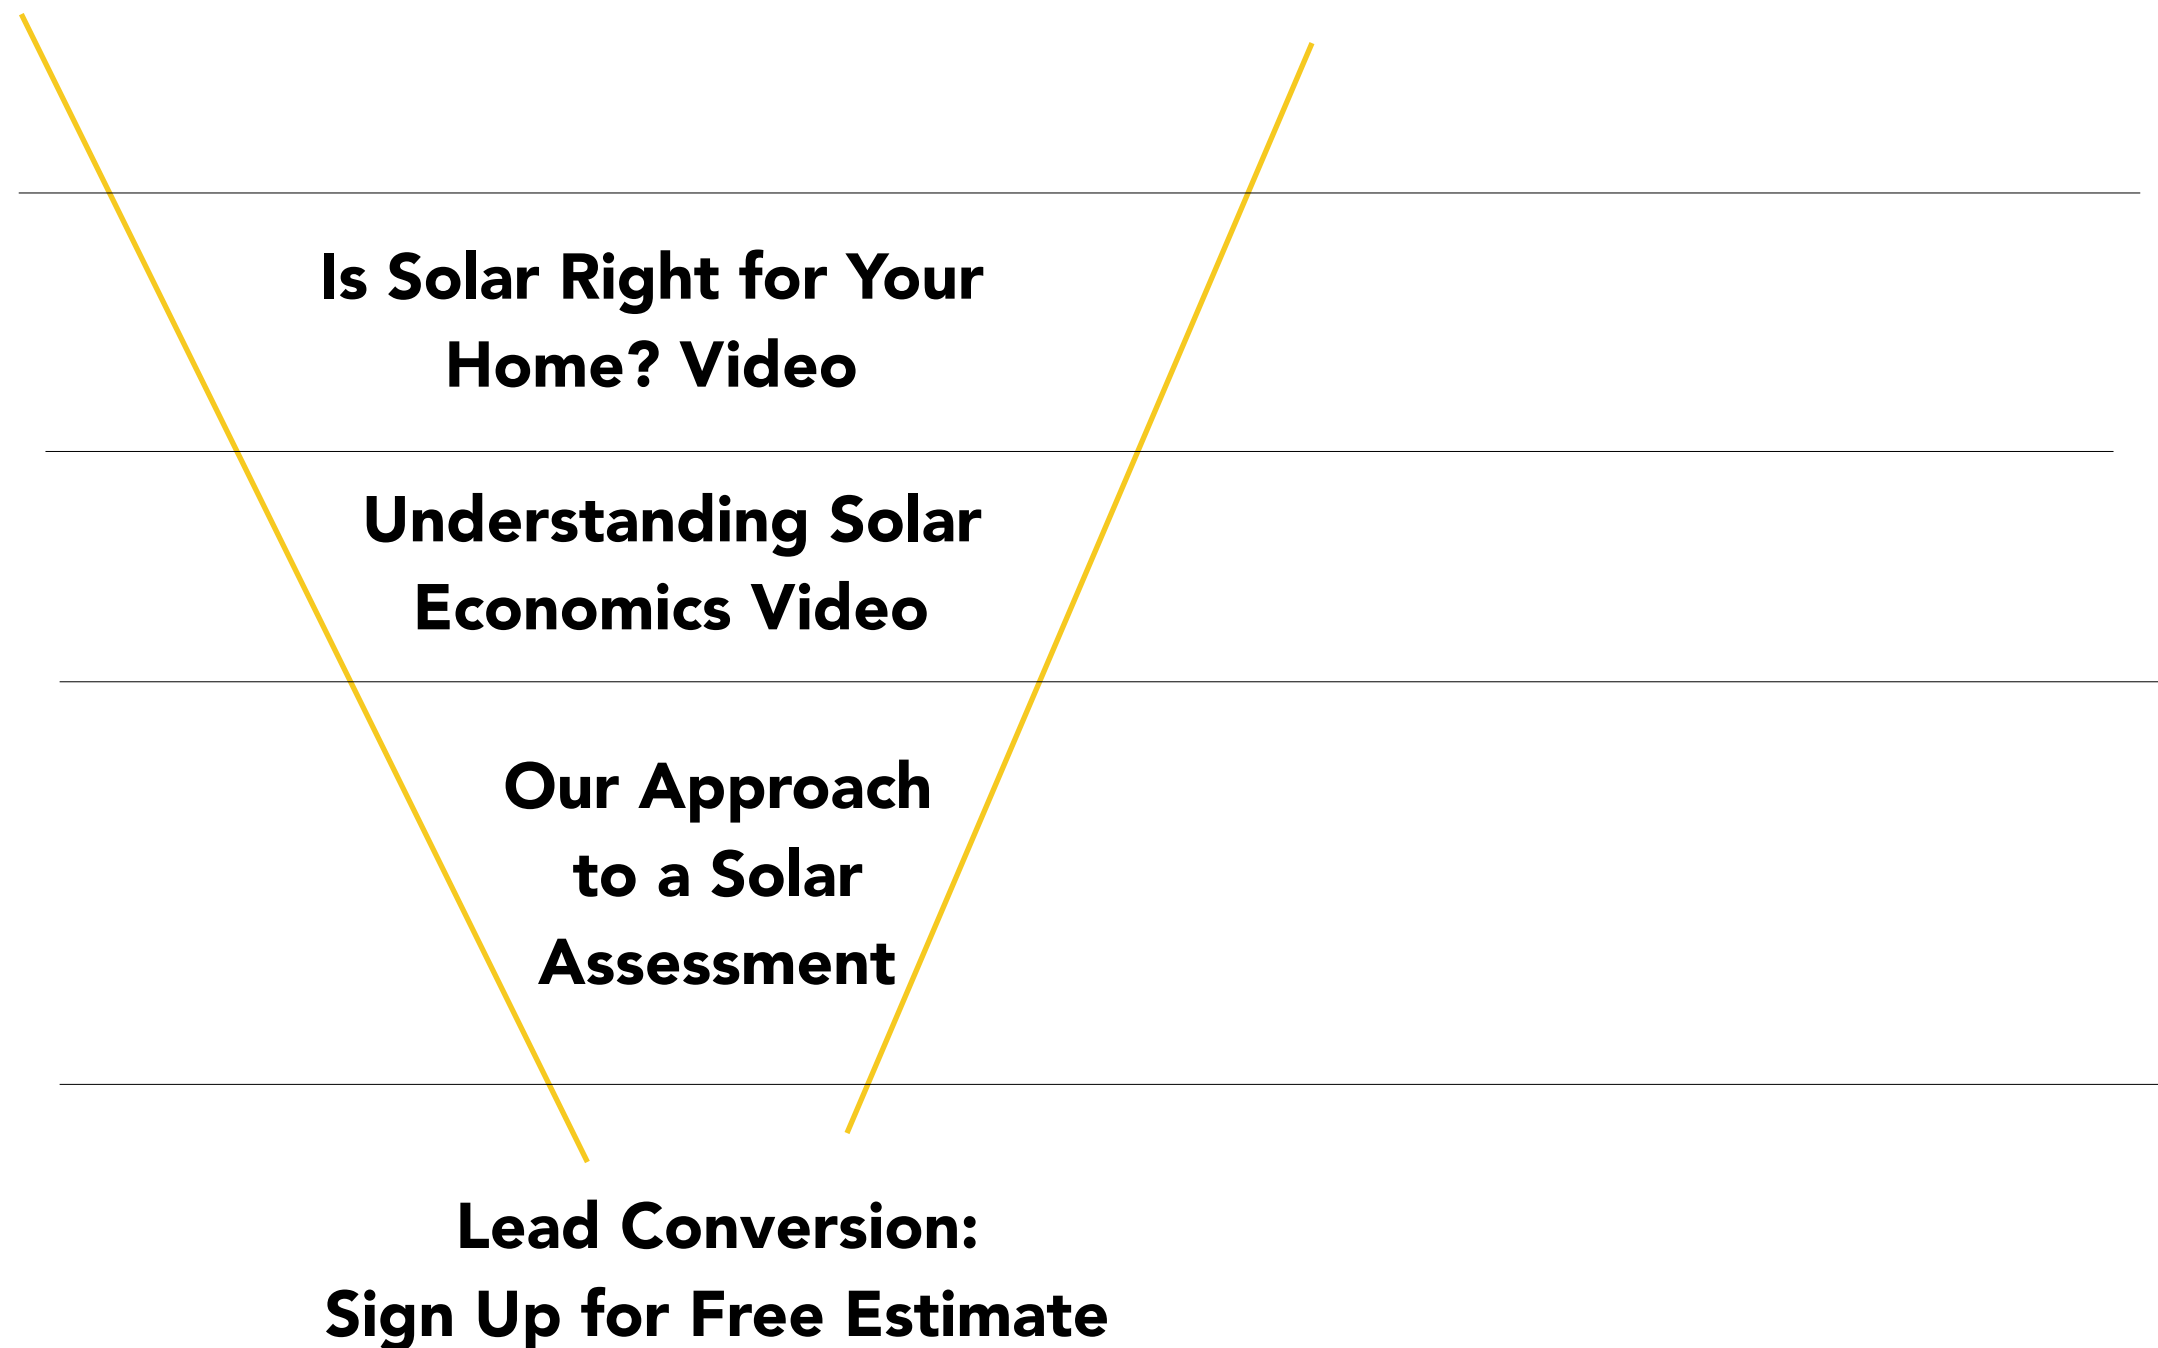 Is Solar Right for Your
Home? Video
Understanding Solar
Economics Video
Our Approach
to a Solar
Assessment
Lead Conversion:
Sign Up for Free Estimate